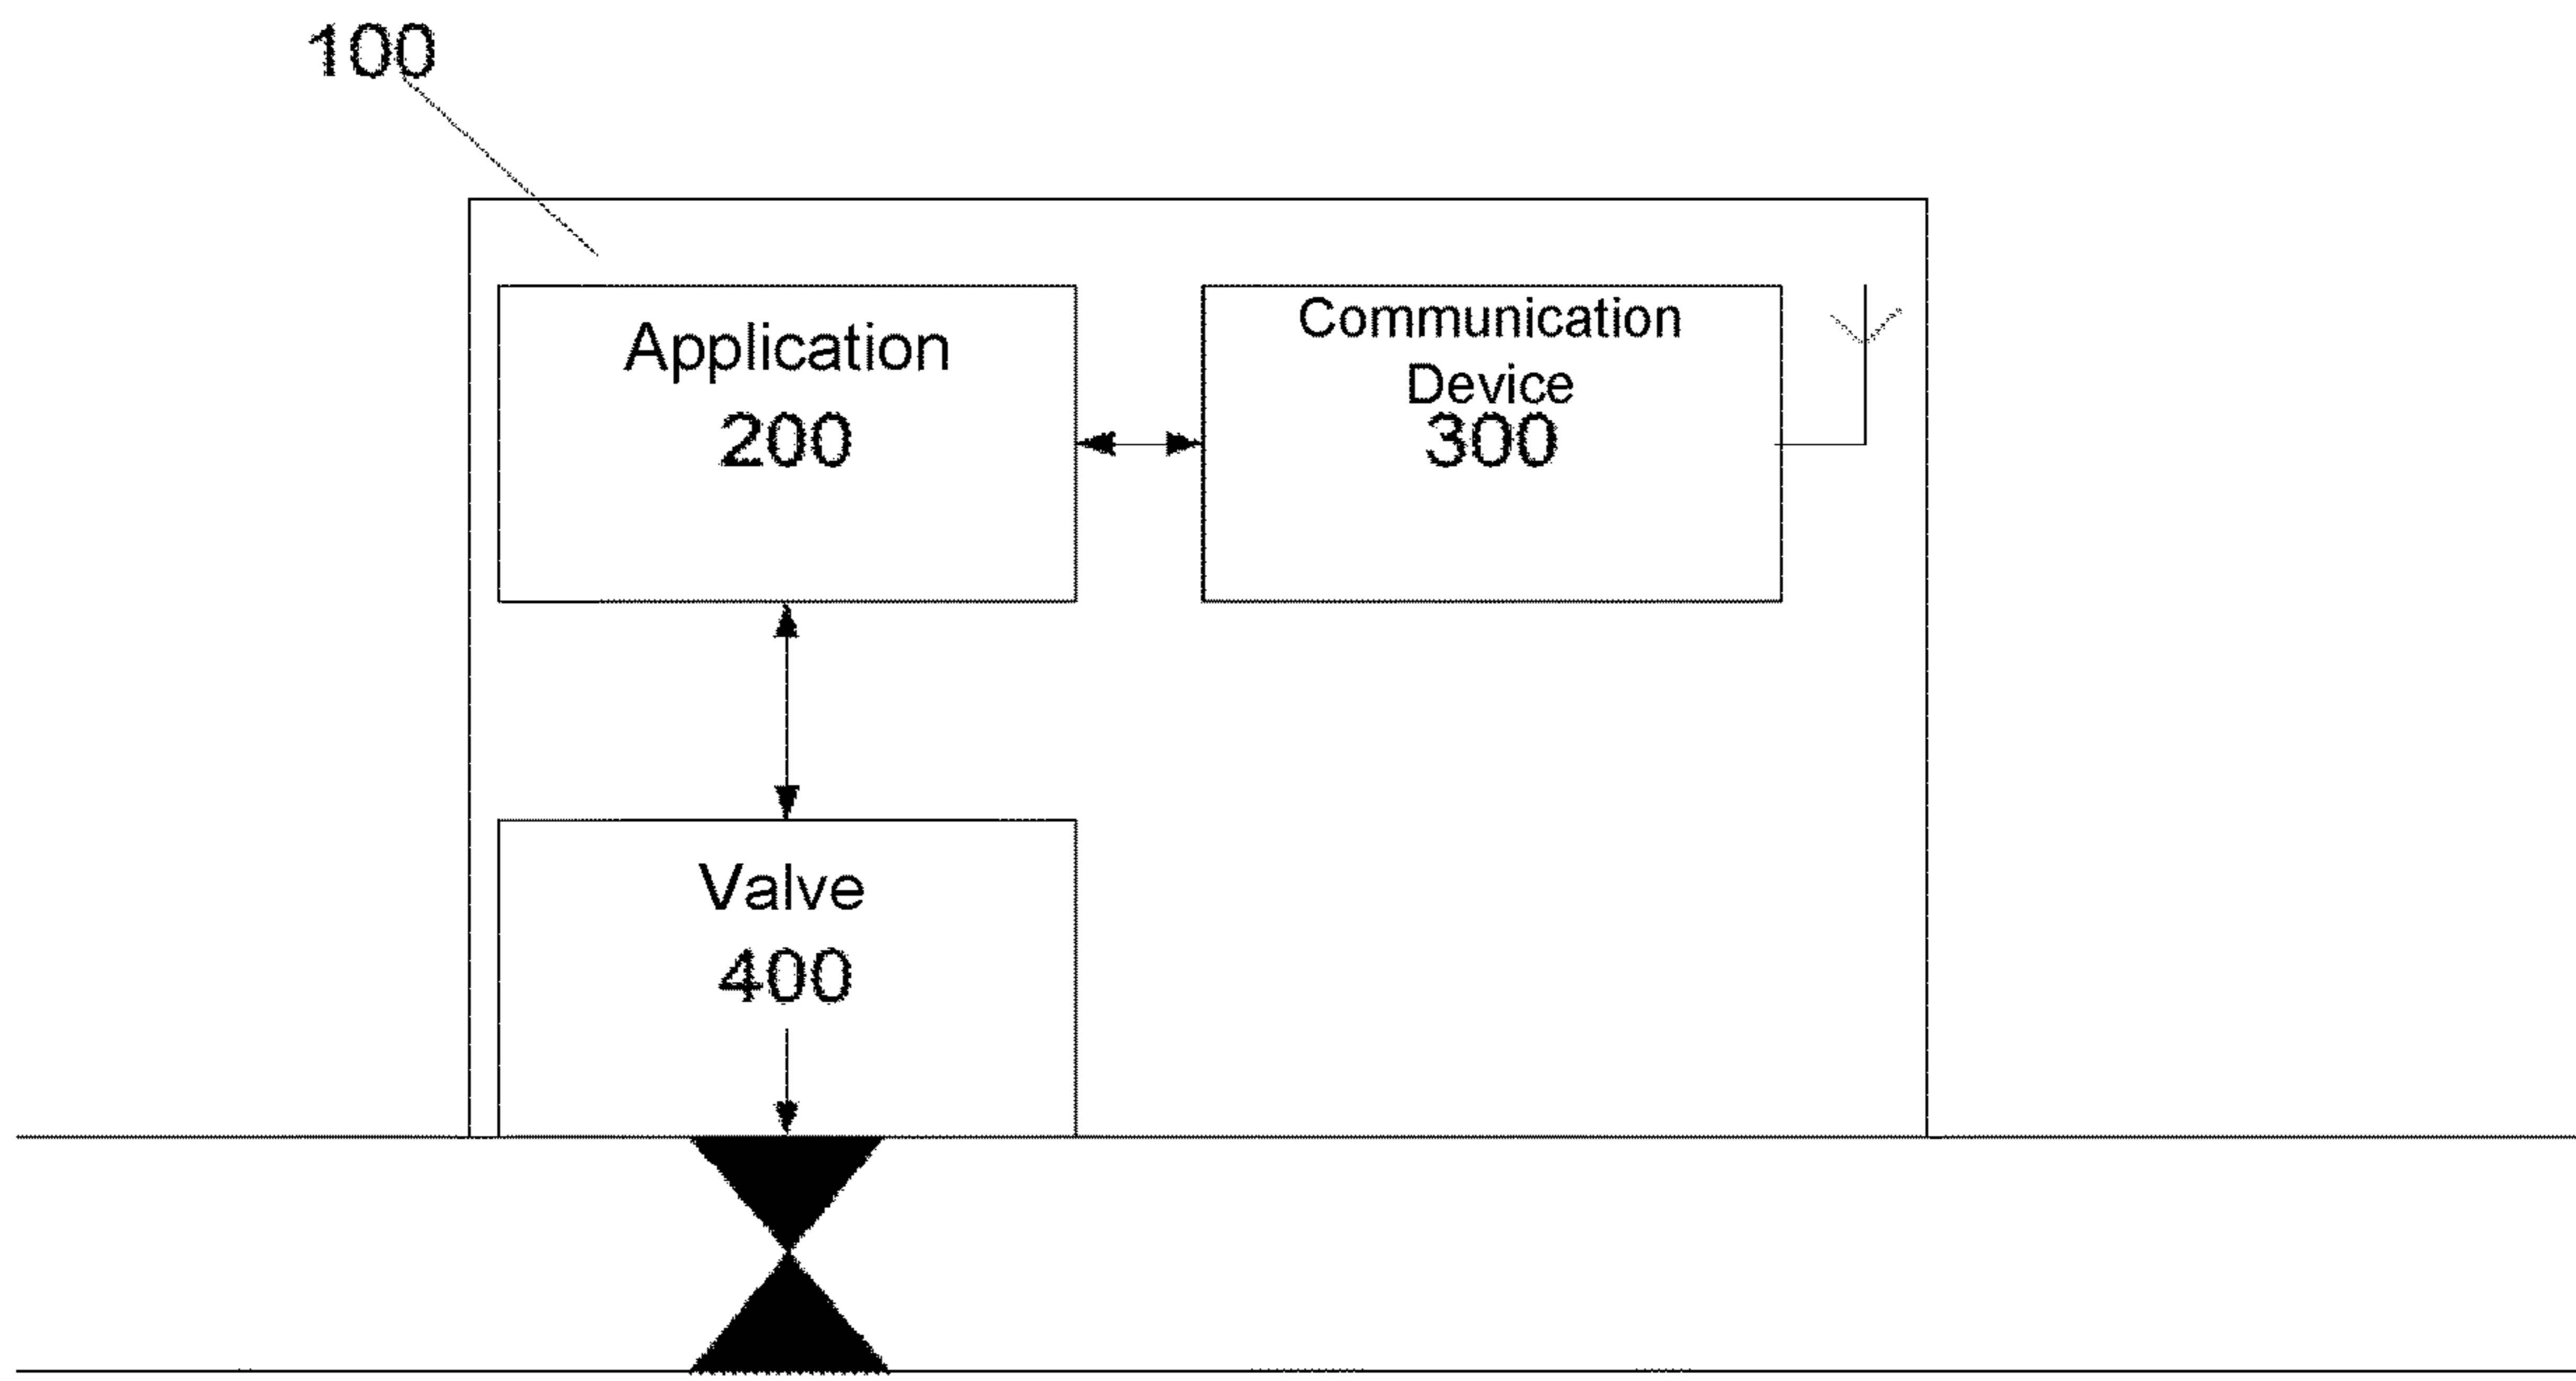 100
Application
200
Communication
Device
300
Valve
400